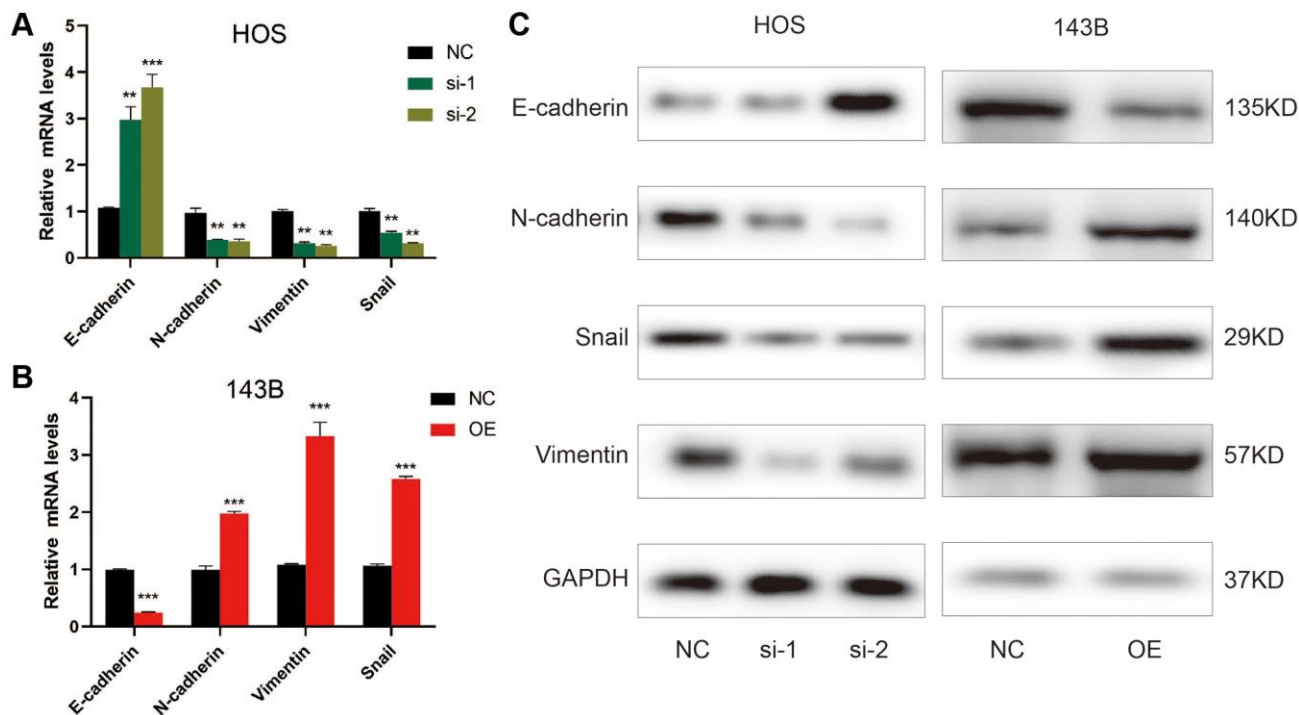 A
HOS
Relative mRNA levels
5
4
3
2
1
0
** ***
** **
** **
** **
NC
si-1
si-2
E-cadherin
N-cadherin
Vimentin
Snail
B
143B
Relative mRNA levels
4
3
2
1
0
***
***
***
***
NC
OE
E-cadherin
N-cadherin
Vimentin
Snail
C
HOS 143B
E-cadherin 135KD
N-cadherin 140KD
Snail 29KD
Vimentin 57KD
GAPDH 37KD
NC si-1 si-2 NC OE